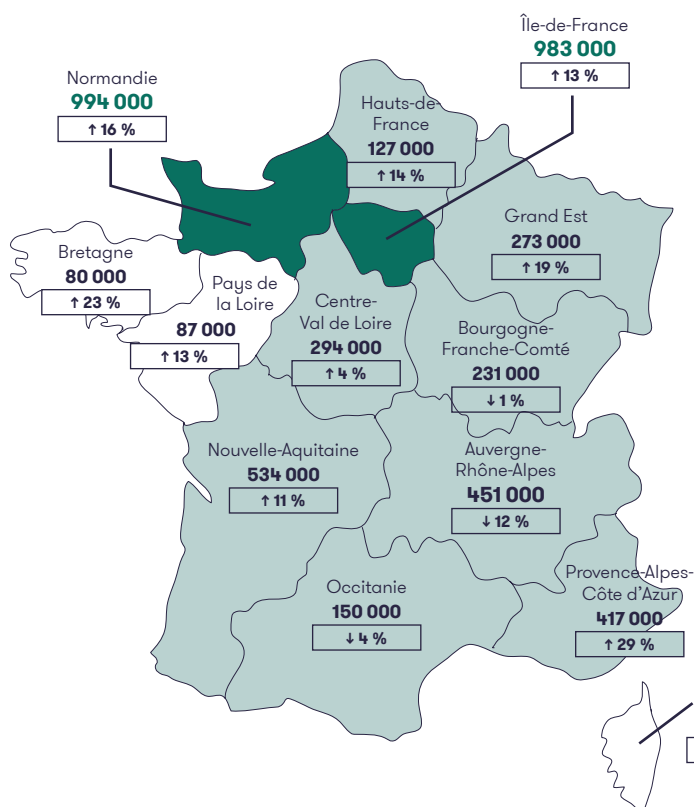 Île-de-France
983 000
↑ 13 %
Normandie
994 000
↑ 16 %
Hauts-de-
France
127 000
↑ 14 %
Grand Est
273 000
↑ 19 %
Bretagne
80 000
↑ 23 %
Pays de
la Loire
87 000
↑ 13 %
Centre-
Val de Loire
294 000
↑ 4 %
Bourgogne-
Franche-Comté
231 000
↓ 1 %
Nouvelle-Aquitaine
534 000
↑ 11 %
Auvergne-
Rhône-Alpes
451 000
↓ 12 %
Occitanie
150 000
↓ 4 %
Provence-Alpes-
Côte d'Azur
417 000
↑ 29 %